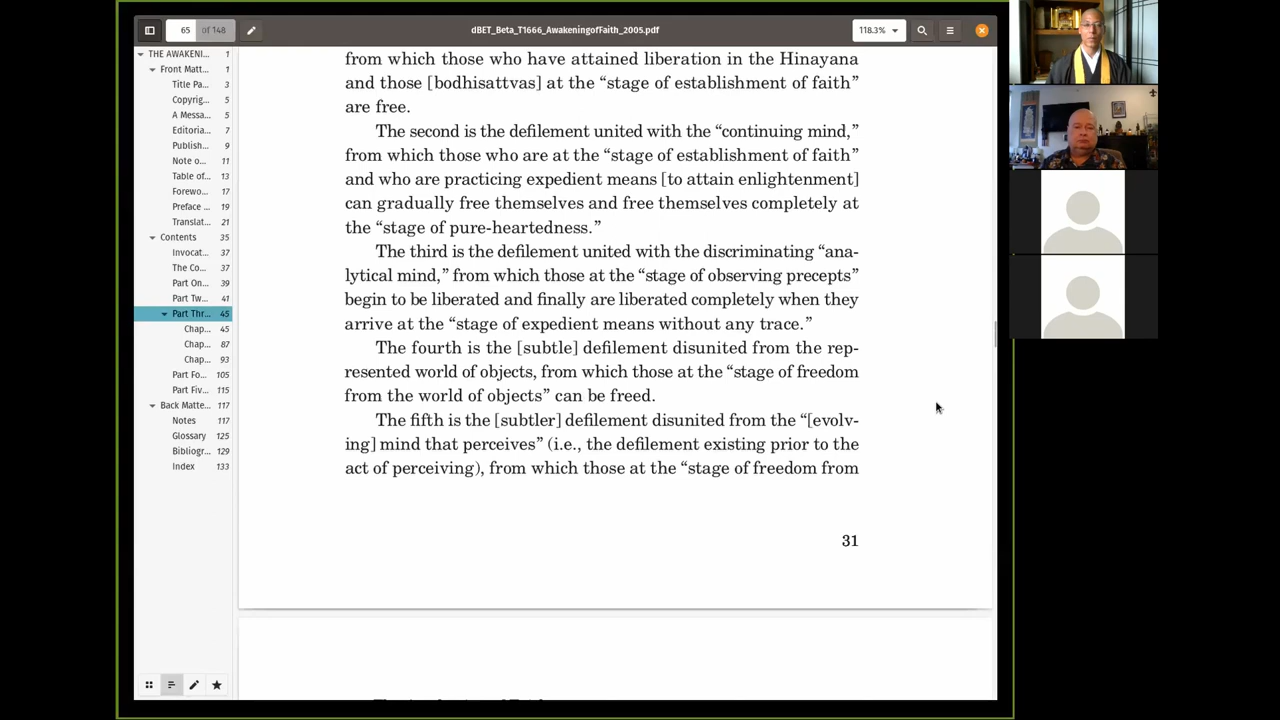 65 of 148
dBET_Beta_T1666_AwakeningofFaith_2005.pdf
118.3%
THE AWAKENI... 1
Front Matt... 1
Title Pa... 3
Copyrig... 5
A Messa... 5
Editoria... 7
Publish... 9
Note o... 11
Table of... 13
Forewo... 17
Preface ... 19
Translat... 21
Contents 35
Invocat... 37
The Co... 37
Part On... 39
Part Tw... 41
Part Thr... 45
Chap... 45
Chap... 87
Chap... 93
Part Fo... 105
Part Fiv... 115
Back Matte... 117
Notes 117
Glossary 125
Bibliogr... 129
Index 133
from which those who have attained liberation in the Hinayana
and those [bodhisattvas] at the “stage of establishment of faith”
are free.
The second is the defilement united with the “continuing mind,”
from which those who are at the “stage of establishment of faith”
and who are practicing expedient means [to attain enlightenment]
can gradually free themselves and free themselves completely at
the “stage of pure-heartedness.”
The third is the defilement united with the discriminating “ana-
lytical mind,” from which those at the “stage of observing precepts”
begin to be liberated and finally are liberated completely when they
arrive at the “stage of expedient means without any trace.”
The fourth is the [subtle] defilement disunited from the rep-
resented world of objects, from which those at the “stage of freedom
from the world of objects” can be freed.
The fifth is the [subtler] defilement disunited from the “[evolv-
ing] mind that perceives” (i.e., the defilement existing prior to the
act of perceiving), from which those at the “stage of freedom from
31